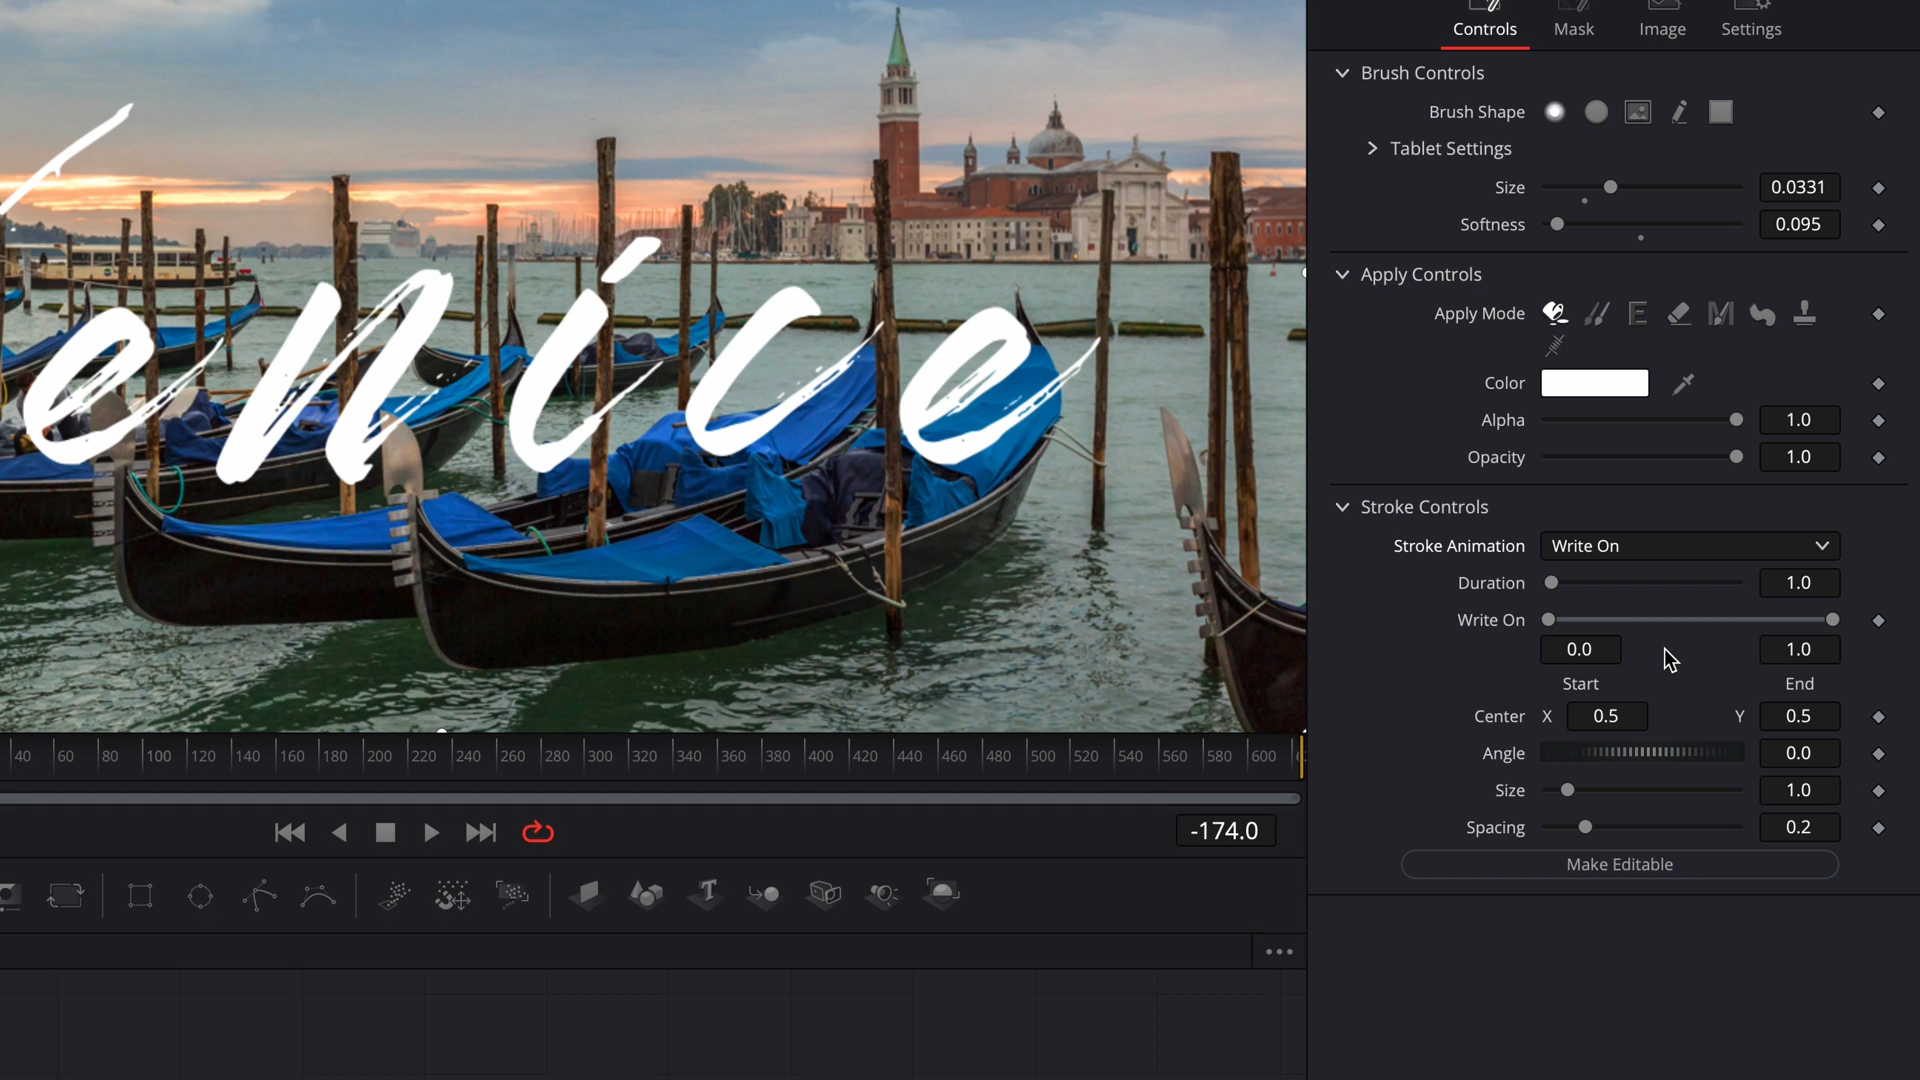 Controls Mask Image Settings
Brush Controls
Brush Shape
Tablet Settings
Size 0.0331
Softness 0.095
Apply Controls
Apply Mode
Color
Alpha 1.0
Opacity 1.0
Stroke Controls
Stroke Animation Write On
Duration 1.0
Write On
0.0 1.0
Start End
Center X 0.5 Y 0.5
Angle 0.0
Size 1.0
Spacing 0.2
Make Editable
enice
40 60 80 100 120 140 160 180 200 220 240 260 280 300 320 340 360 380 400 420 440 460 480 500 520 540 560 580 600
-174.0